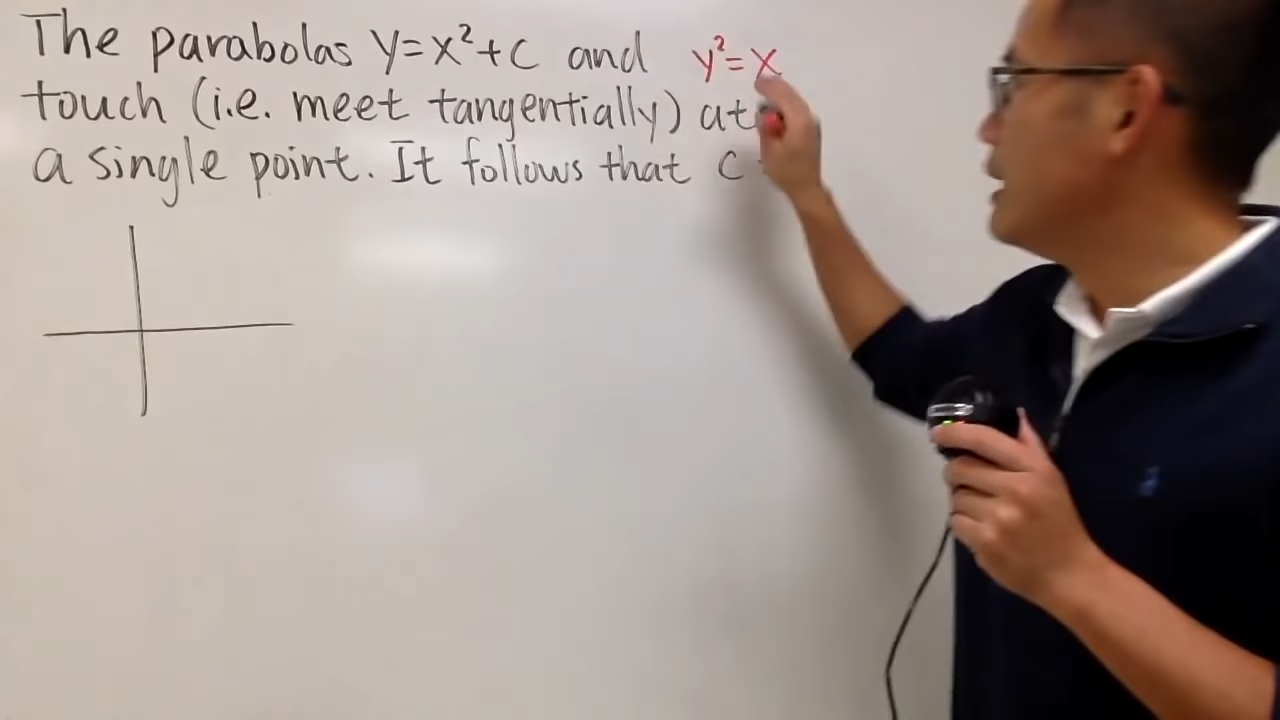 The parabolas y=x²+c and y²=x
touch (i.e. meet tangentially) at
a single point. It follows that c